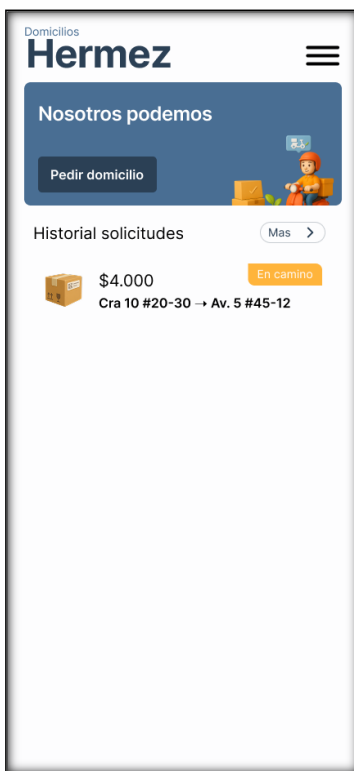 Domicilios
Hermez
Nosotros podemos
Pedir domicilio
Historial solicitudes
Mas
En camino
$4.000
Cra 10 #20-30 → Av. 5 #45-12